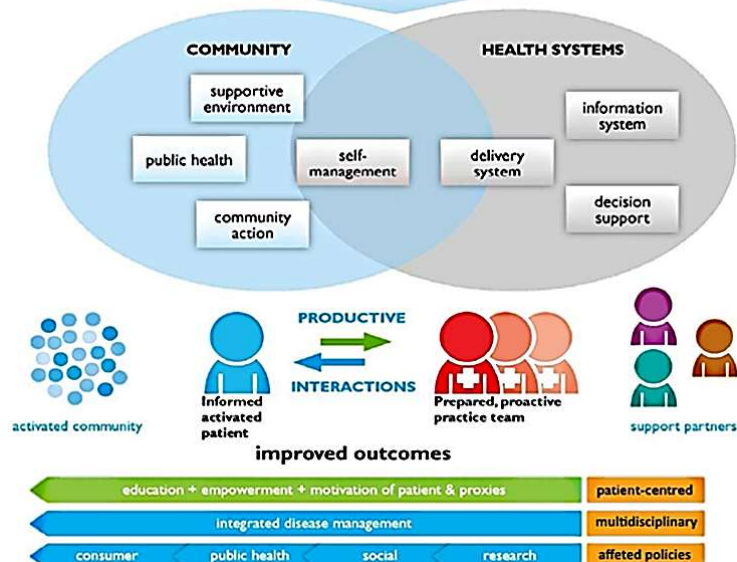 COMMUNITY
HEALTH SYSTEMS
supportive
environment
information
system
public health
self-
management
delivery
system
community
action
decision
support
PRODUCTIVE
INTERACTIONS
activated community
Informed
activated
patient
Prepared, proactive
practice team
support partners
improved outcomes
education + empowerment + motivation of patient & proxies
patient-centred
integrated disease management
multidisciplinary
consumer
public health
social
research
affeted policies